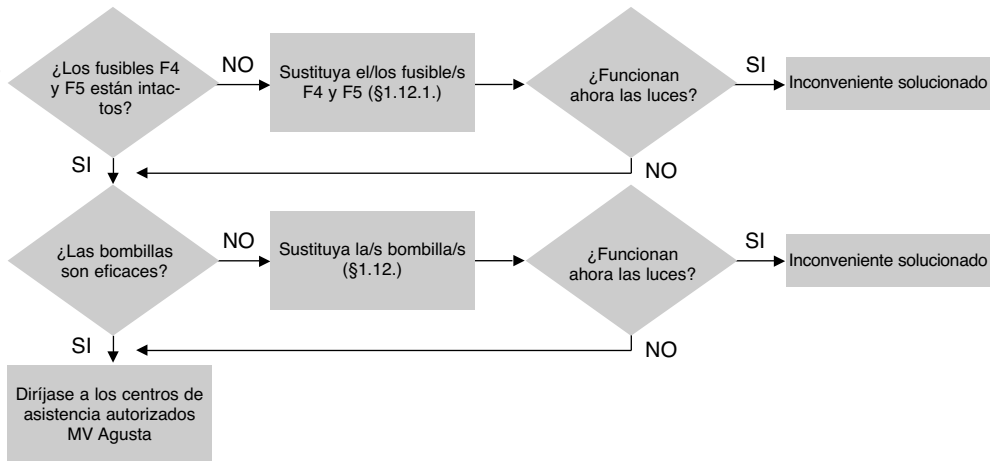 ¿Los fusibles F4
y F5 están intac-
tos?
NO
Sustituya el/los fusible/s
F4 y F5 (§1.12.1.)
¿Funcionan
ahora las luces?
SI
Inconveniente solucionado
SI
NO
¿Las bombillas
son eficaces?
NO
Sustituya la/s bombilla/s
(§1.12.)
¿Funcionan
ahora las luces?
SI
Inconveniente solucionado
SI
NO
Diríjase a los centros de
asistencia autorizados
MV Agusta